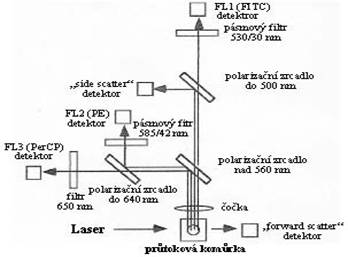 FL1 (FITC)
detektror
pásmový filtr
530/30 nm
„side scatter“
detektor
polarizační zrcadlo
do 500 nm
FL2 (PE)
detektor
pásmový fitr
585/42 nm
FL3 (PerCP)
detektor
polarizační zrcadlo
nad 560 nm
filtr
650 nm
polarizační zrcadlo
do 640 nm
čočka
Laser
„forward scatter“
detektor
průtoková komůrka